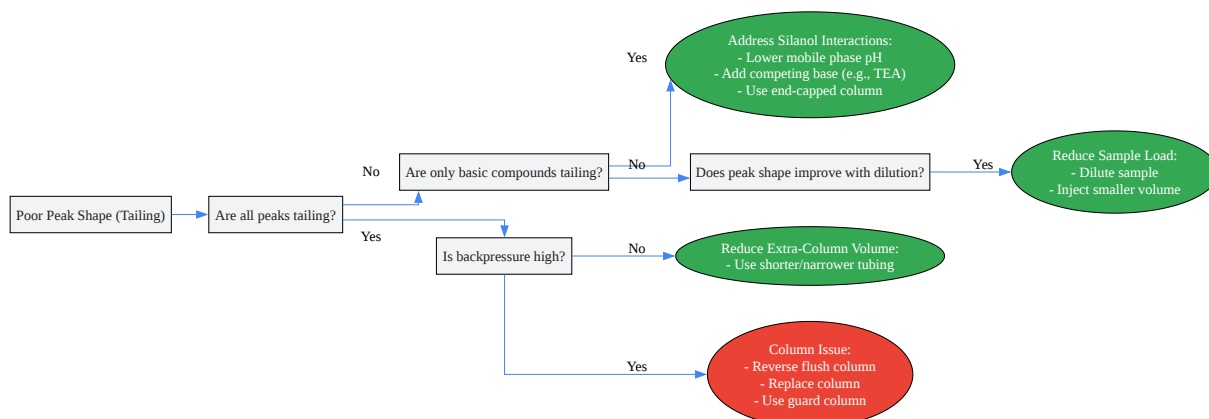 Address Silanol Interactions:
- Lower mobile phase pH
- Add competing base (e.g., TEA)
- Use end-capped column
Yes
No
Are only basic compounds tailing?
No
Does peak shape improve with dilution?
Yes
Reduce Sample Load:
- Dilute sample
- Inject smaller volume
Poor Peak Shape (Tailing)
Are all peaks tailing?
Yes
Is backpressure high?
No
Reduce Extra-Column Volume:
- Use shorter/narrower tubing
Yes
Column Issue:
- Reverse flush column
- Replace column
- Use guard column